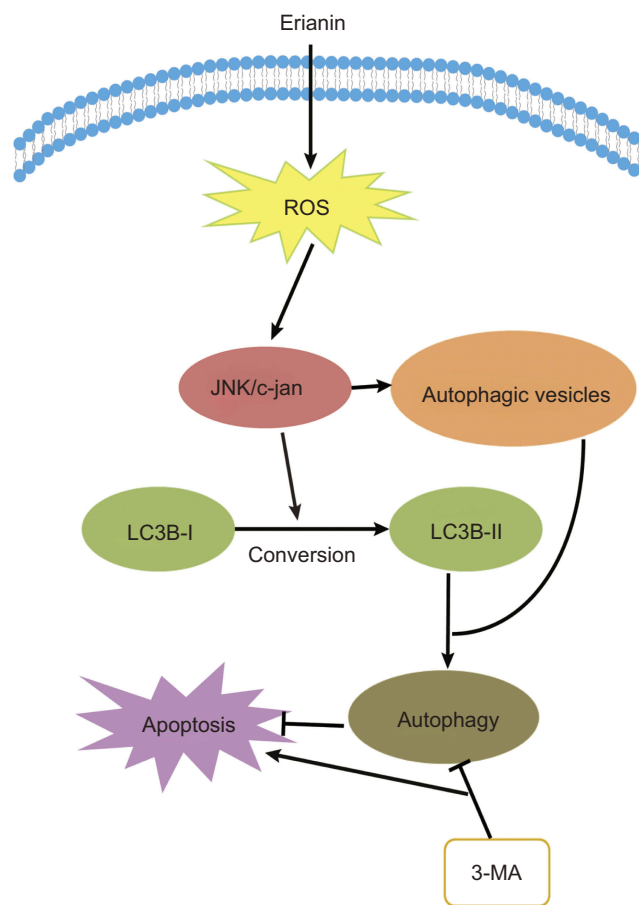 Erianin
ROS
JNK/c-jan
Autophagic vesicles
LC3B-I
LC3B-II
Conversion
Apoptosis
Autophagy
3-MA